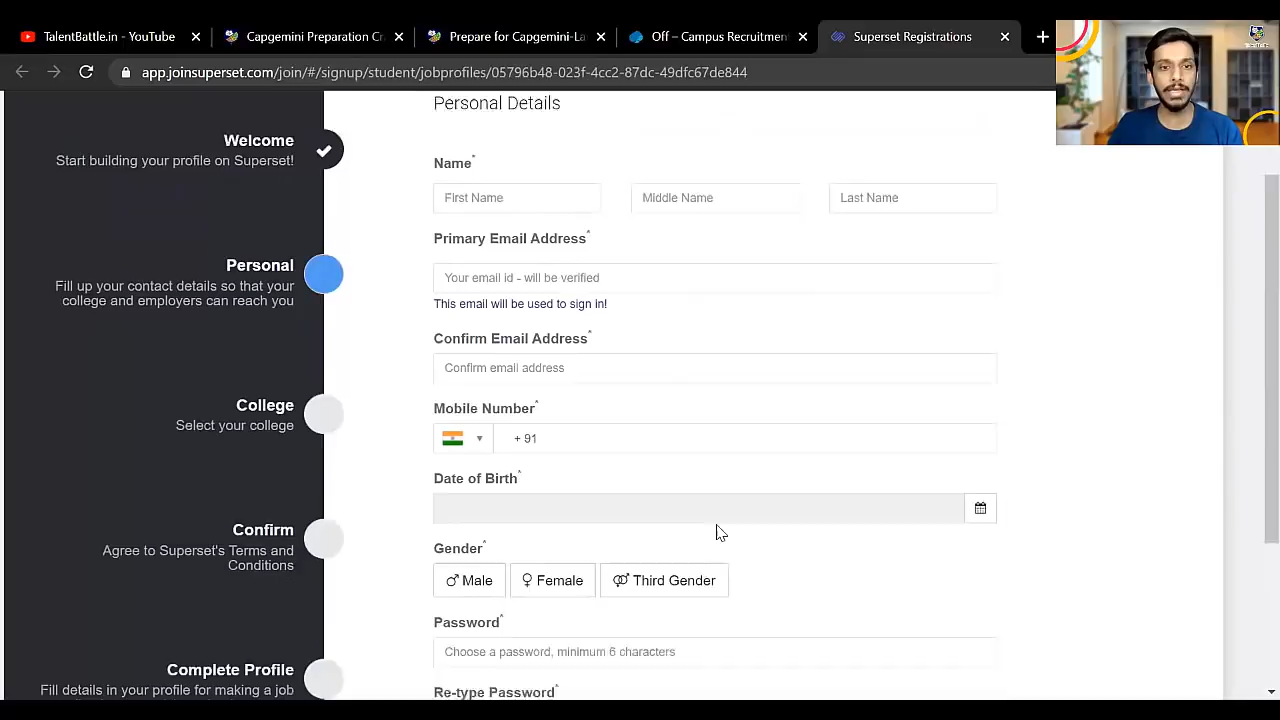 TalentBattle.in - YouTube
Capgemini Preparation Cr
Prepare for Capgemini-La
Off – Campus Recruitment
Superset Registrations
app.joinsuperset.com/join/#/signup/student/jobprofiles/05796b48-023f-4cc2-87dc-49dfc67de844
Welcome
Start building your profile on Superset!
Personal
Fill up your contact details so that your
college and employers can reach you
College
Select your college
Confirm
Agree to Superset's Terms and
Conditions
Complete Profile
Fill details in your profile for making a job
Personal Details
Name*
First Name
Middle Name
Last Name
Primary Email Address*
Your email id - will be verified
This email will be used to sign in!
Confirm Email Address*
Confirm email address
Mobile Number*
+ 91
Date of Birth*
Gender*
Male
Female
Third Gender
Password*
Choose a password, minimum 6 characters
Re-type Password*